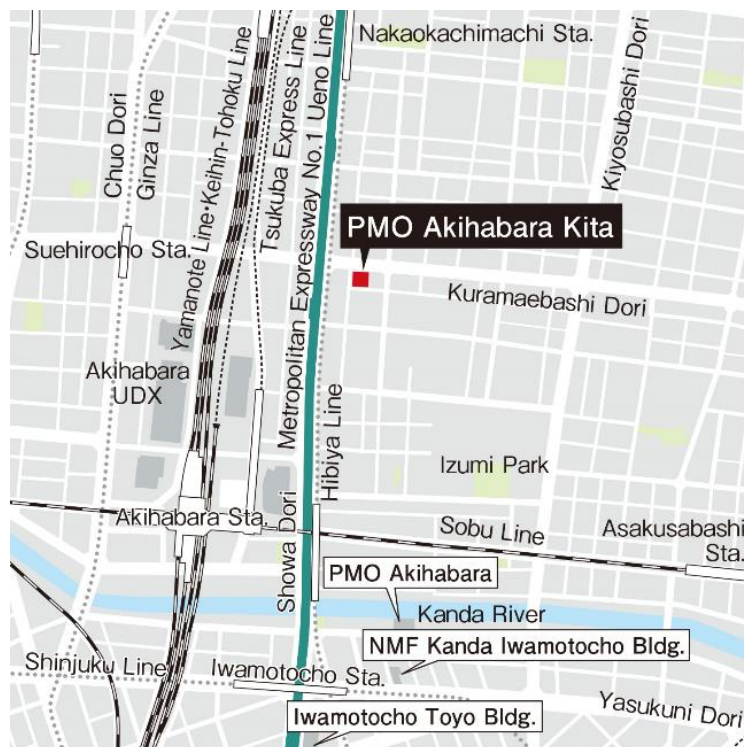 Nakaokachimachi Sta.
Chuo Dori
Ginza Line
Yamanote Line·Keihin-Tohoku Line
Tsukuba Express Line
Metropolitan Expressway No.1 Ueno Line
Kiyosubashi Dori
PMO Akihabara Kita
Suehirocho Sta.
Kuramaebashi Dori
Akihabara
UDX
Hibiya Line
Izumi Park
Akihabara Sta.
Showa Dori
Sobu Line
Asakusabashi
Sta.
PMO Akihabara
Kanda River
NMF Kanda Iwamotocho Bldg.
Shinjuku Line
Iwamotocho Sta.
Yasukuni Dori
Iwamotocho Toyo Bldg.